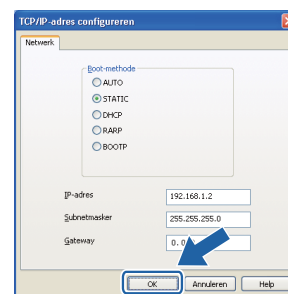 TCP/IP-adres configureren
Netwerk
Boot-methode
AUTO
STATIC
DHCP
RARP
BOOTP
IP-adres 192.168.1.2
Subnetmasker 255.255.255.0
Gateway
OK Annuleren Help